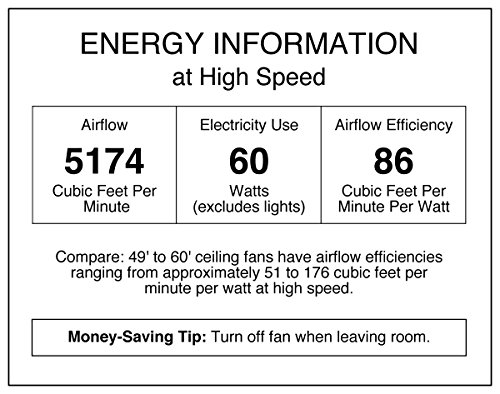 ENERGY INFORMATION
at High Speed
Airflow
5174
Cubic Feet Per
Minute
Electricity Use
60
Watts
(excludes lights)
Airflow Efficiency
86
Cubic Feet Per
Minute Per Watt
Compare: 49' to 60' ceiling fans have airflow efficiencies
ranging from approximately 51 to 176 cubic feet per
minute per watt at high speed.
Money-Saving Tip: Turn off fan when leaving room.